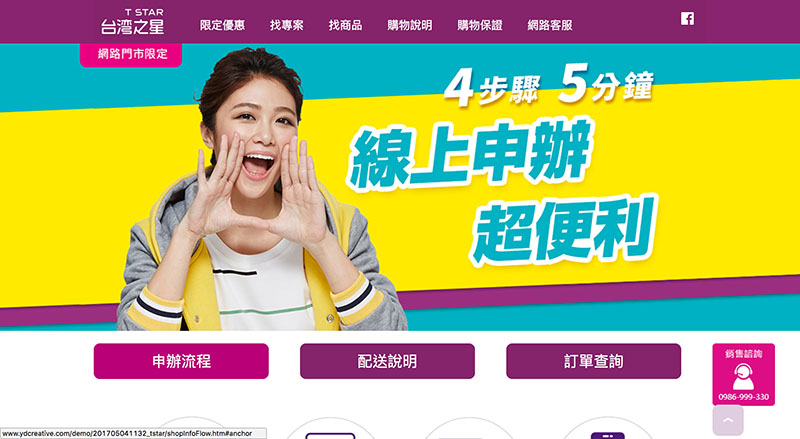 T STAR
台灣之星
限定優惠 找專案 找商品 購物說明 購物保證 網路客服
網路門市限定
4步驟 5分鐘
線上申辦
超便利
申辦流程 配送說明 訂單查詢
銷售諮詢
0986-999-330
www.ydcreative.com/demo/201705041132_tstar/shopInfoFlow.htm#anchor